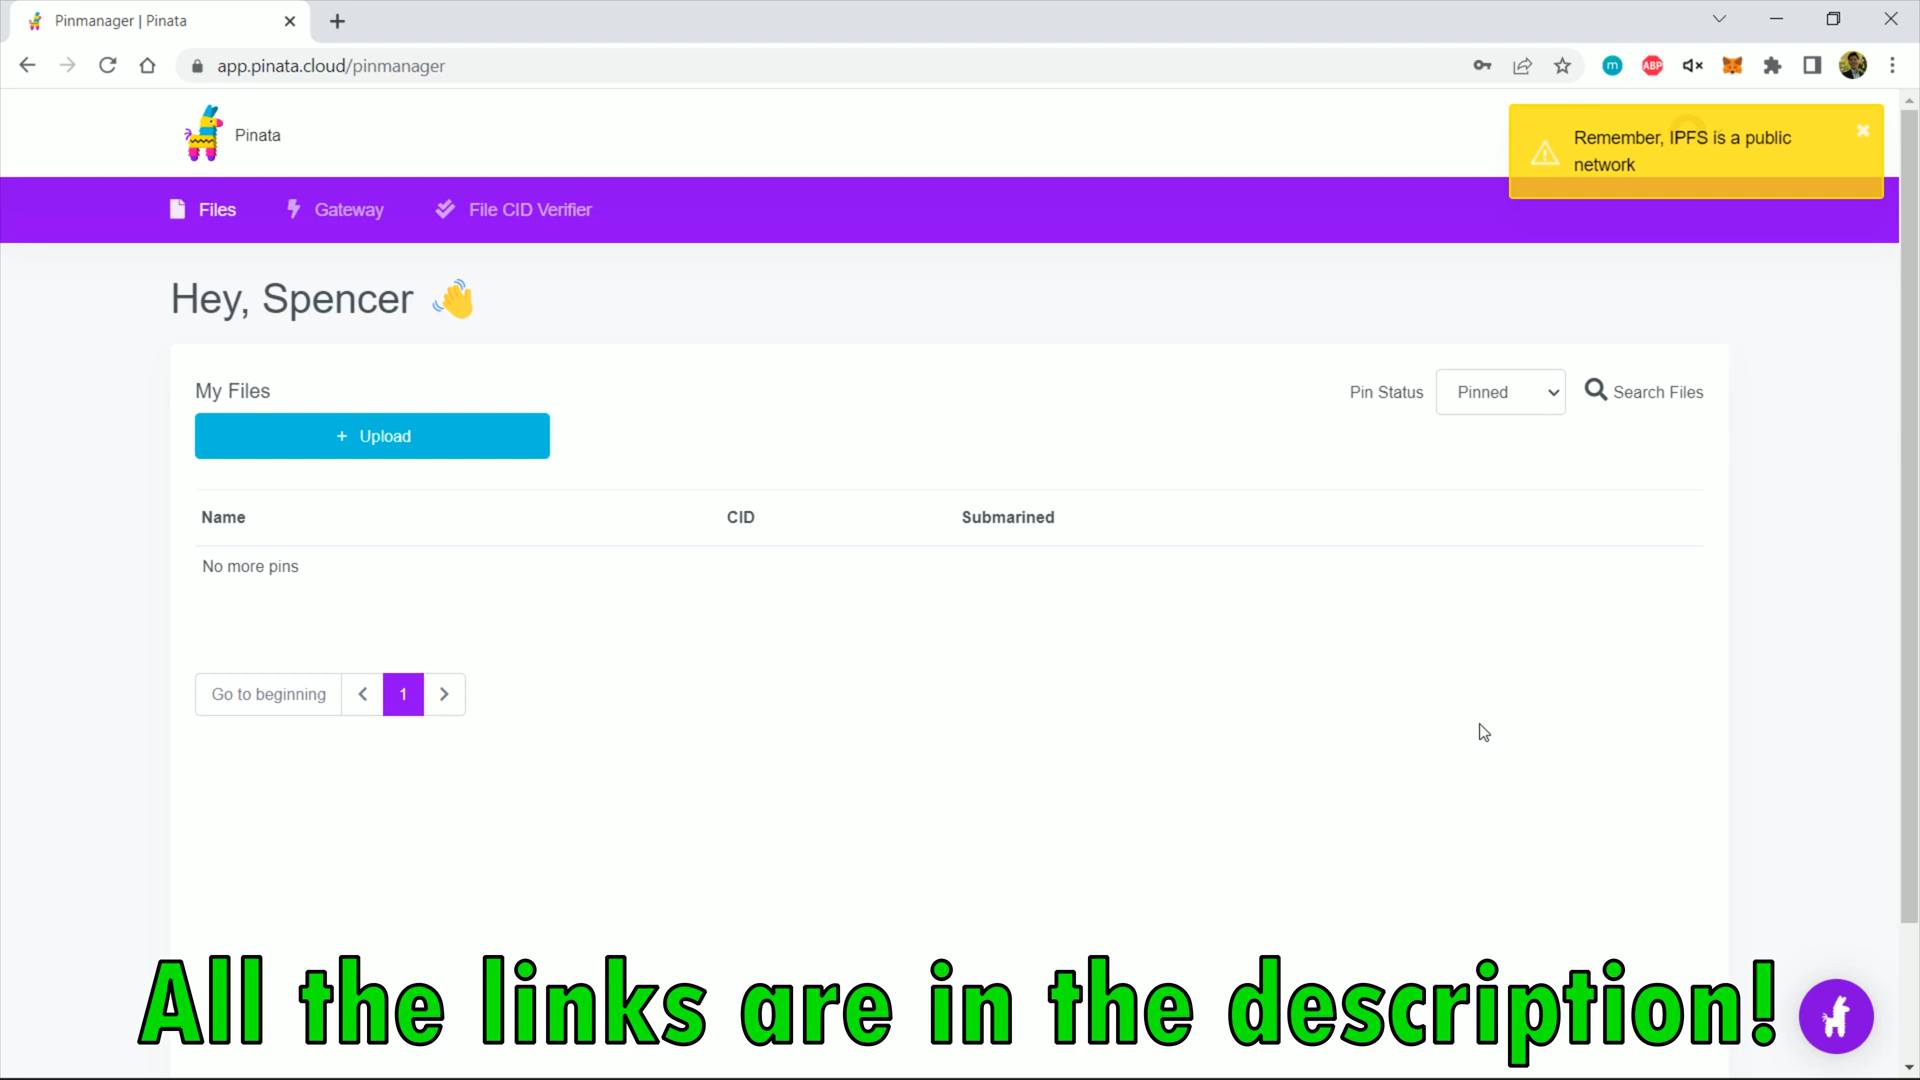 Pinmanager | Pinata
app.pinata.cloud/pinmanager
m
ABP
Pinata
Remember, IPFS is a public
network
Files
Gateway
File CID Verifier
Hey, Spencer 👋
My Files
Pin Status
Pinned
Search Files
+ Upload
Name
CID
Submarined
No more pins
Go to beginning
1
All the links are in the description!